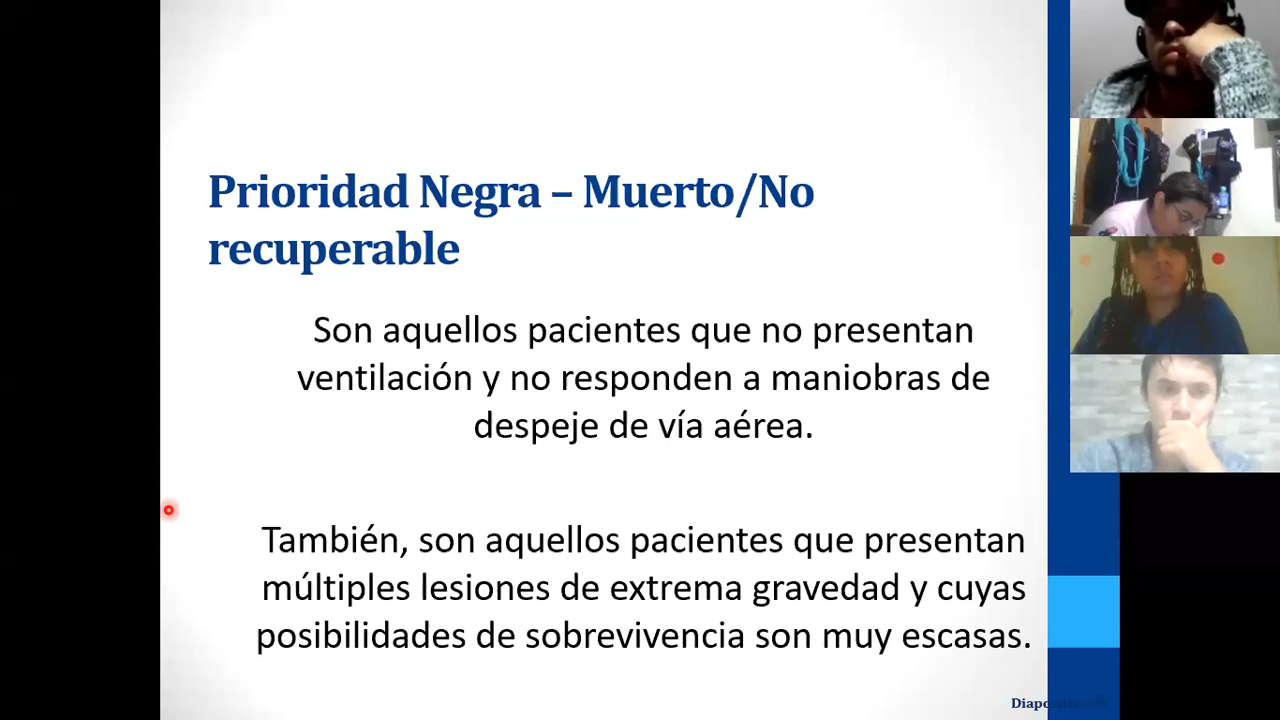 Prioridad Negra – Muerto/No
recuperable
Son aquellos pacientes que no presentan
ventilación y no responden a maniobras de
despeje de vía aérea.
También, son aquellos pacientes que presentan
múltiples lesiones de extrema gravedad y cuyas
posibilidades de sobrevivencia son muy escasas.
Diapositiva